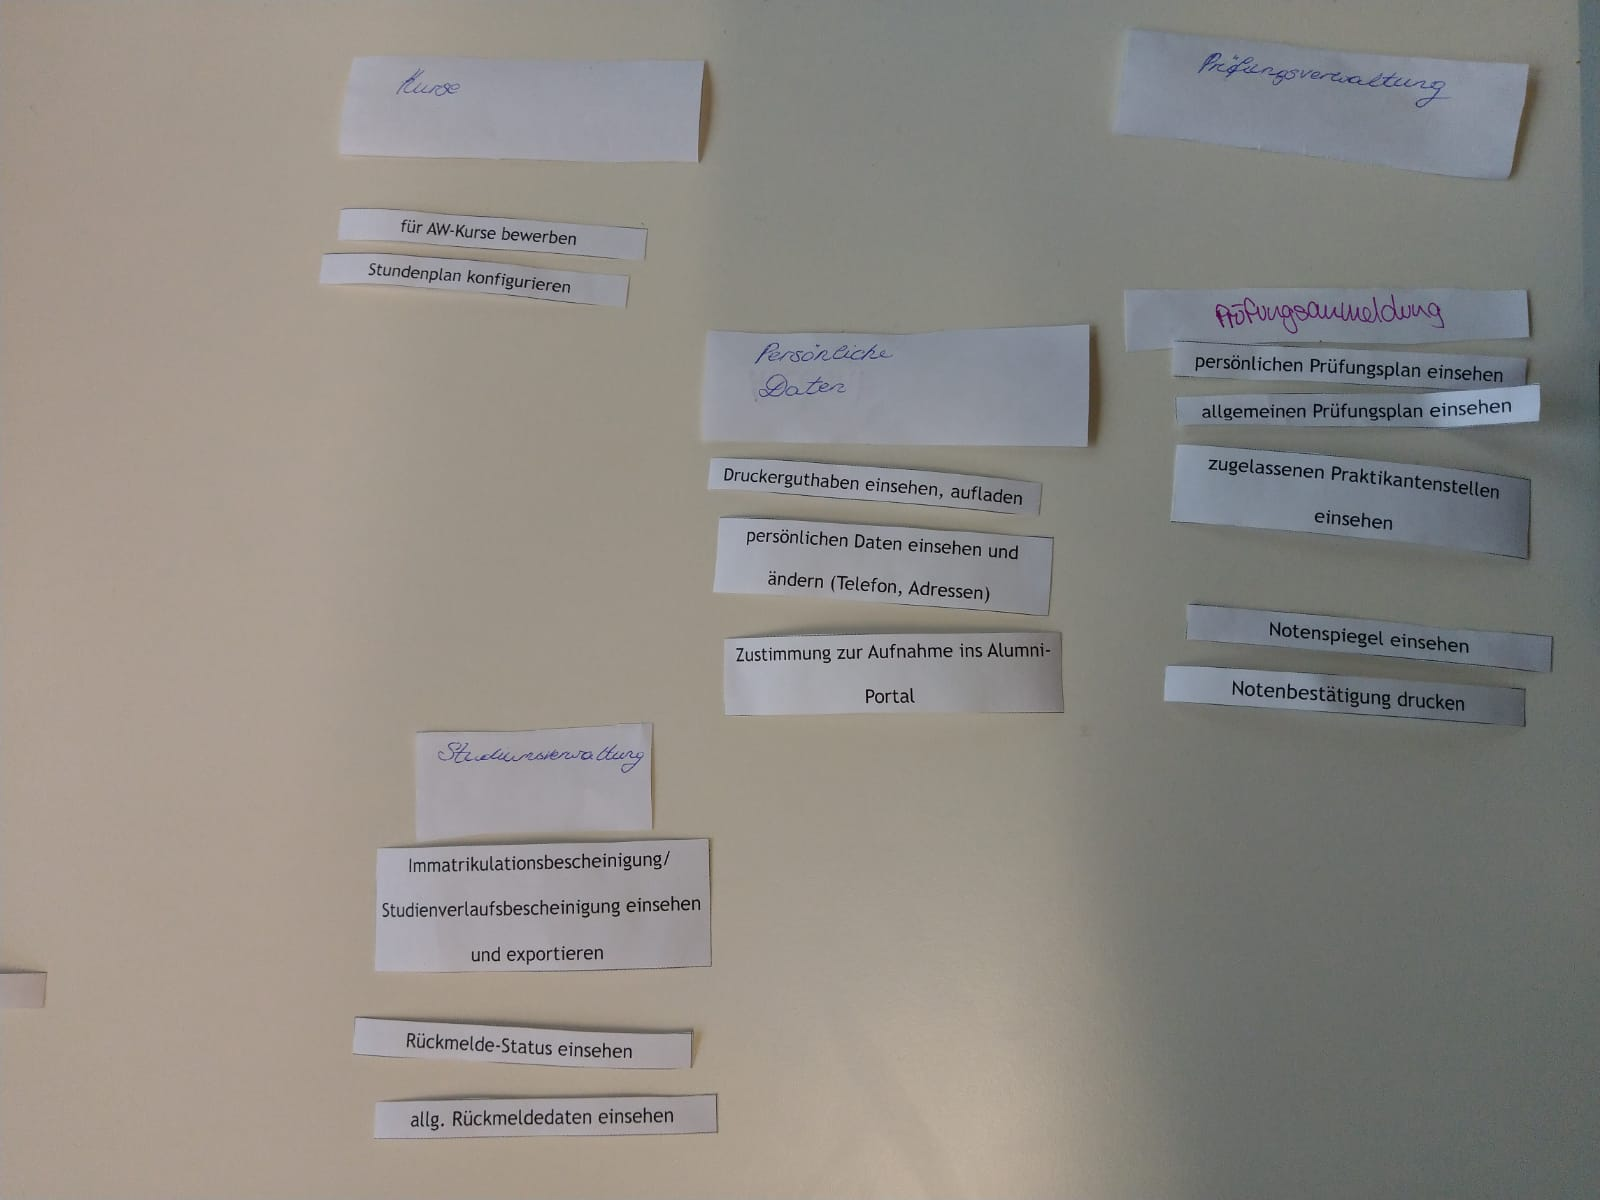 Kurse
für AW-Kurse bewerben
Stundenplan konfigurieren
Persönliche
Daten
Druckerguthaben einsehen, aufladen
persönlichen Daten einsehen und
ändern (Telefon, Adressen)
Zustimmung zur Aufnahme ins Alumni-
Portal
Prüfungsverwaltung
Prüfungsanmeldung
persönlichen Prüfungsplan einsehen
allgemeinen Prüfungsplan einsehen
zugelassenen Praktikantenstellen
einsehen
Notenspiegel einsehen
Notenbestätigung drucken
Studiumsverwaltung
Immatrikulationsbescheinigung/
Studienverlaufsbescheinigung einsehen
und exportieren
Rückmelde-Status einsehen
allg. Rückmeldedaten einsehen